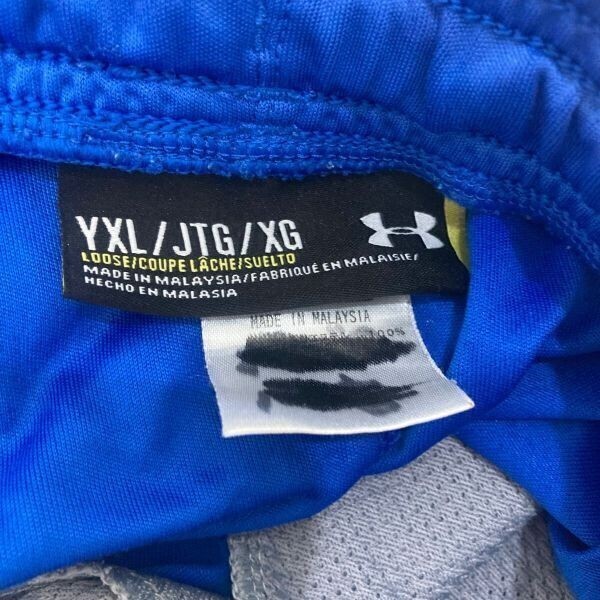 YXL/JTG/XG
LOOSE/COUPE LÂCHE/SUELTO
MADE IN MALAYSIA/FABRIQUÉ EN MALAISIE/
HECHO EN MALASIA
MADE IN MALAYSIA
100%